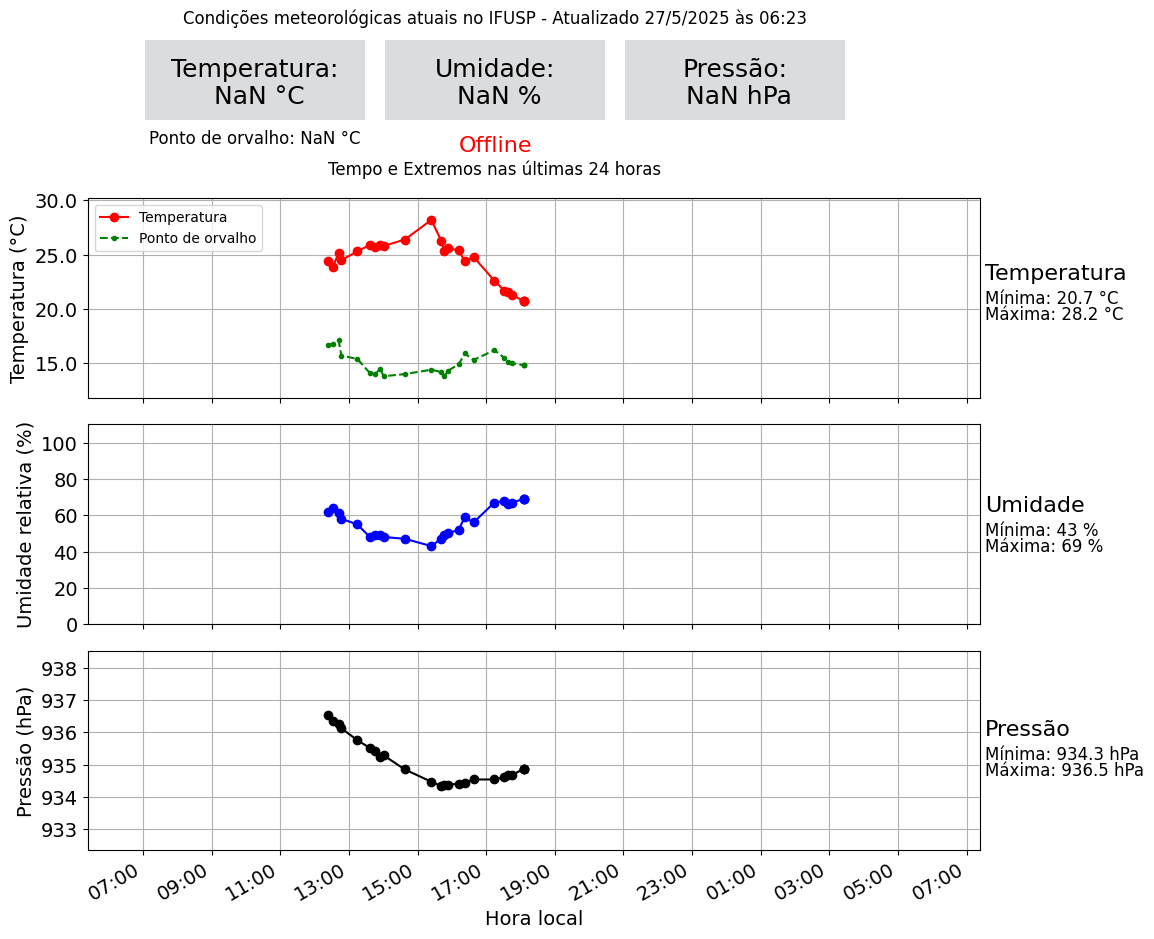 Condições meteorológicas atuais no IFUSP - Atualizado 27/5/2025 às 06:23
Temperatura:
NaN °C
Umidade:
NaN %
Pressão:
NaN hPa
Ponto de orvalho: NaN °C
Offline
Tempo e Extremos nas últimas 24 horas
Temperatura (°C)
30.0
25.0
20.0
15.0
Temperatura
Ponto de orvalho
Temperatura
Mínima: 20.7 °C
Máxima: 28.2 °C
Umidade relativa (%)
100
80
60
40
20
0
Umidade
Mínima: 43 %
Máxima: 69 %
Pressão (hPa)
938
937
936
935
934
933
Pressão
Mínima: 934.3 hPa
Máxima: 936.5 hPa
07:00
09:00
11:00
13:00
15:00
17:00
19:00
21:00
23:00
01:00
03:00
05:00
07:00
Hora local